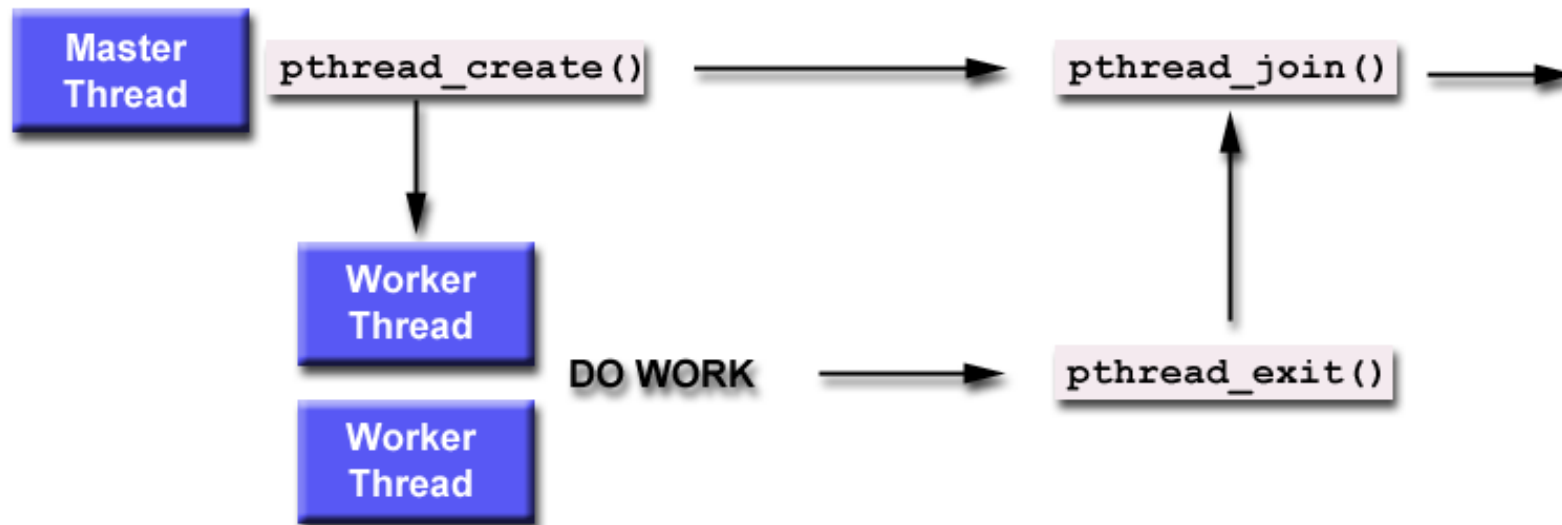 Master
Thread
pthread_create()
pthread_join()
Worker
Thread
DO WORK
pthread_exit()
Worker
Thread